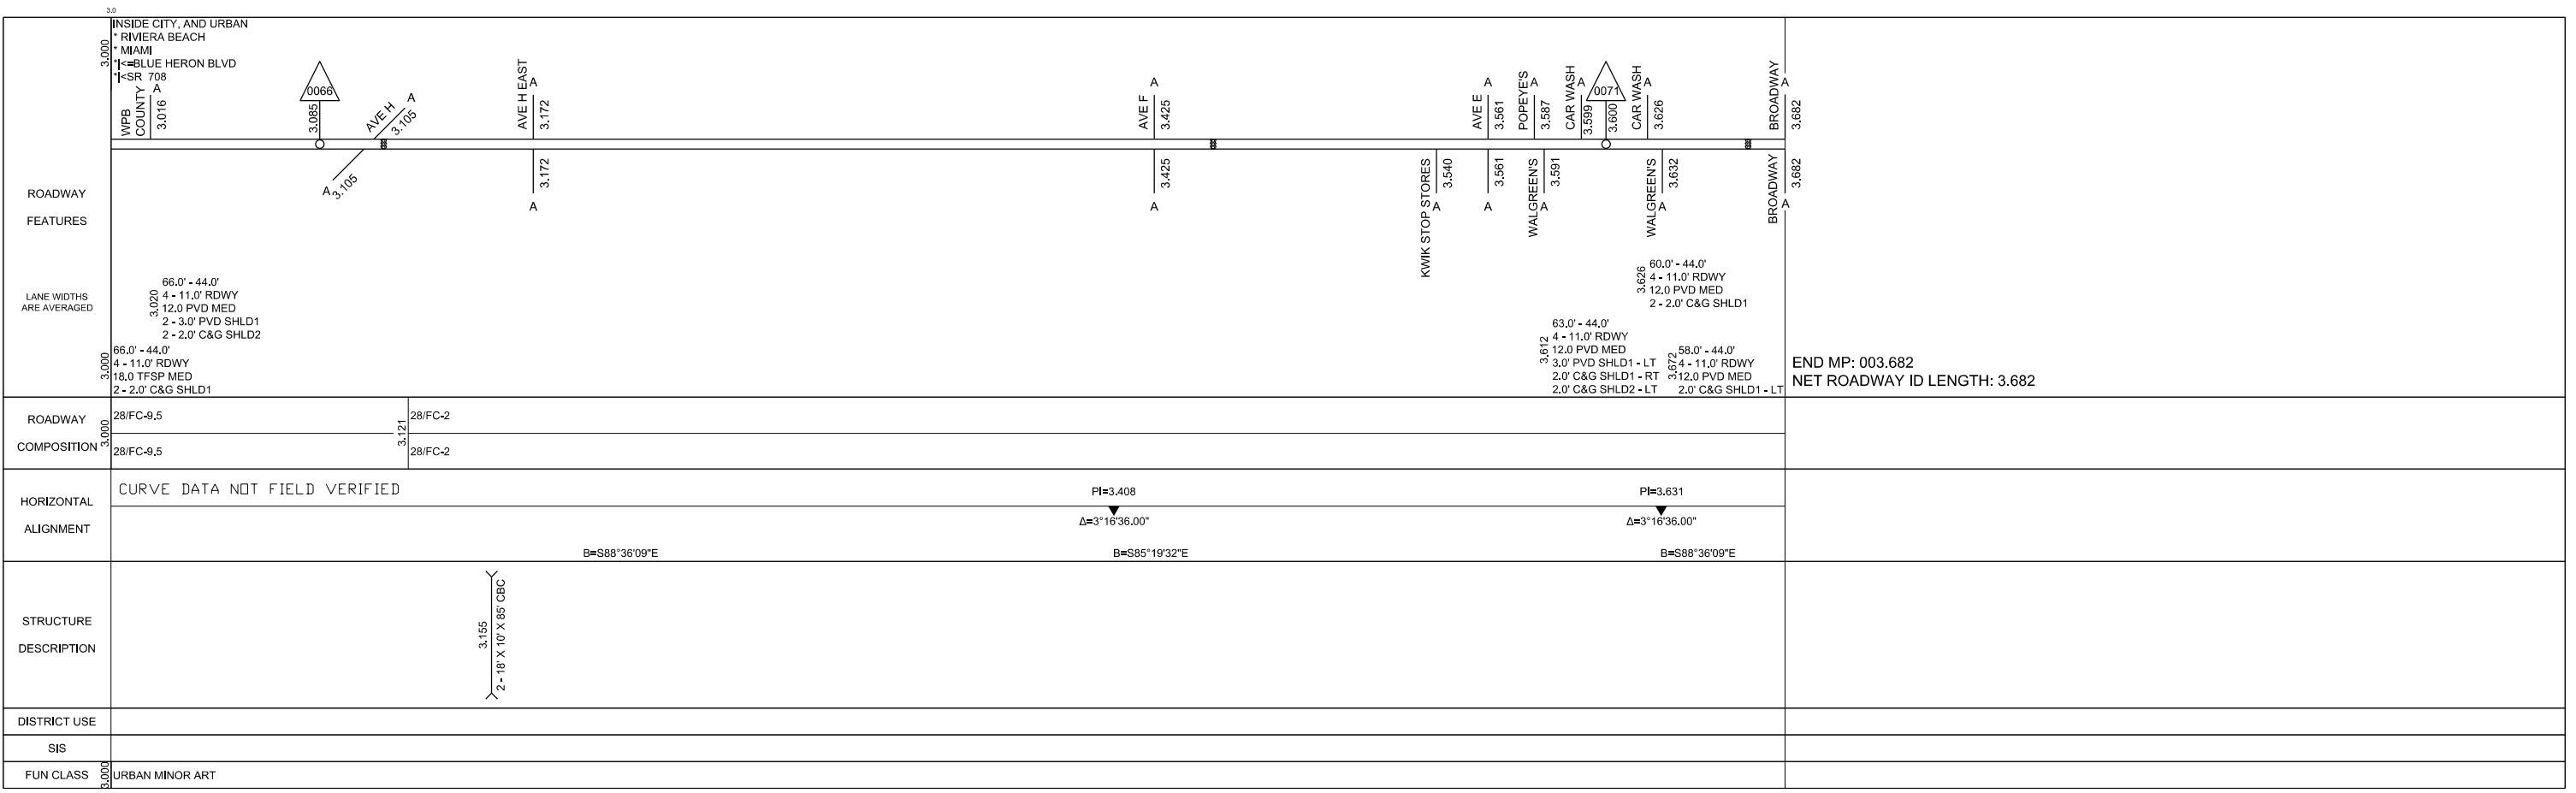 3.0
3.000
INSIDE CITY, AND URBAN
* RIVIERA BEACH
* MIAMI
*|<=BLUE HERON BLVD
*|<SR 708
WPB
COUNTY
A
3.016
0066
3.085
AVE H
A
3.105
AVE H EAST
A
3.172
AVE F
A
3.425
AVE E
A
3.561
POPEYE'S
A
3.587
CAR WASH
A
3.599
0071
3.600
CAR WASH
A
3.626
BROADWAY
A
3.682
A
3.105
3.172
A
3.425
A
KWIK STOP STORES
3.540
A
3.561
A
WALGREEN'S
3.591
A
WALGREEN'S
3.632
A
BROADWAY
3.682
A
ROADWAY
FEATURES
LANE WIDTHS
ARE AVERAGED
3.020
66.0' - 44.0'
4 - 11.0' RDWY
12.0 PVD MED
2 - 3.0' PVD SHLD1
2 - 2.0' C&G SHLD2
3.000
66.0' - 44.0'
4 - 11.0' RDWY
18.0 TFSP MED
2 - 2.0' C&G SHLD1
3.626
60.0' - 44.0'
4 - 11.0' RDWY
12.0 PVD MED
2 - 2.0' C&G SHLD1
3.612
63.0' - 44.0'
4 - 11.0' RDWY
12.0 PVD MED
3.0' PVD SHLD1 - LT
2.0' C&G SHLD1 - RT
2.0' C&G SHLD2 - LT
3.672
58.0' - 44.0'
4 - 11.0' RDWY
12.0 PVD MED
2.0' C&G SHLD1 - LT
END MP: 003.682
NET ROADWAY ID LENGTH: 3.682
ROADWAY
COMPOSITION
3.000
28/FC-9.5
28/FC-9.5
3.121
28/FC-2
28/FC-2
HORIZONTAL
ALIGNMENT
CURVE DATA NOT FIELD VERIFIED
PI=3.408
Δ=3°16'36.00"
PI=3.631
Δ=3°16'36.00"
B=S88°36'09"E
B=S85°19'32"E
B=S88°36'09"E
STRUCTURE
DESCRIPTION
3.155
2 - 18' X 10' X 85' CBC
DISTRICT USE
SIS
FUN CLASS
3.000
URBAN MINOR ART